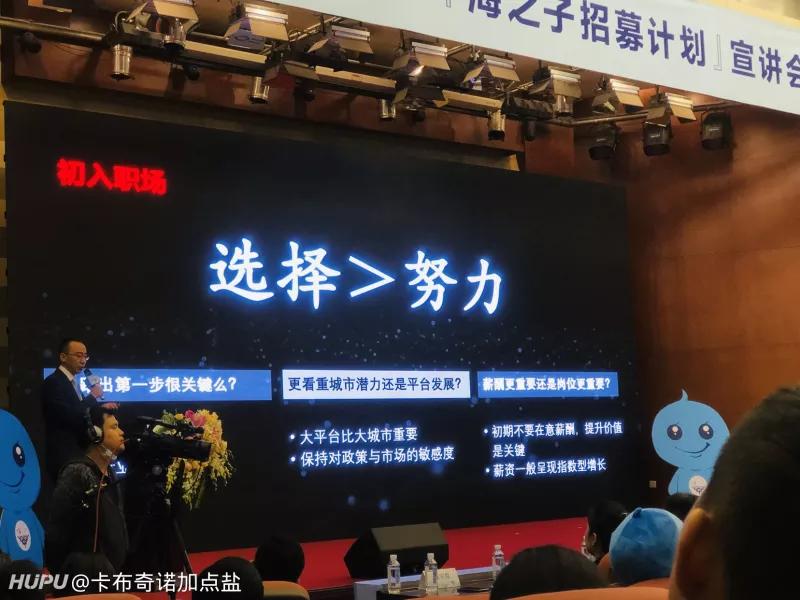 『海之子招募计划』宣讲会
初入职场
选择>努力
出第一步很关键么?
更看重城市潜力还是平台发展?
• 大平台比大城市重要
• 保持对政策与市场的敏感度
薪酬更重要还是岗位更重要?
• 初期不要在意薪酬,提升价值
是关键
• 薪资一般呈现指数型增长
HUPU @卡布奇诺加点盐